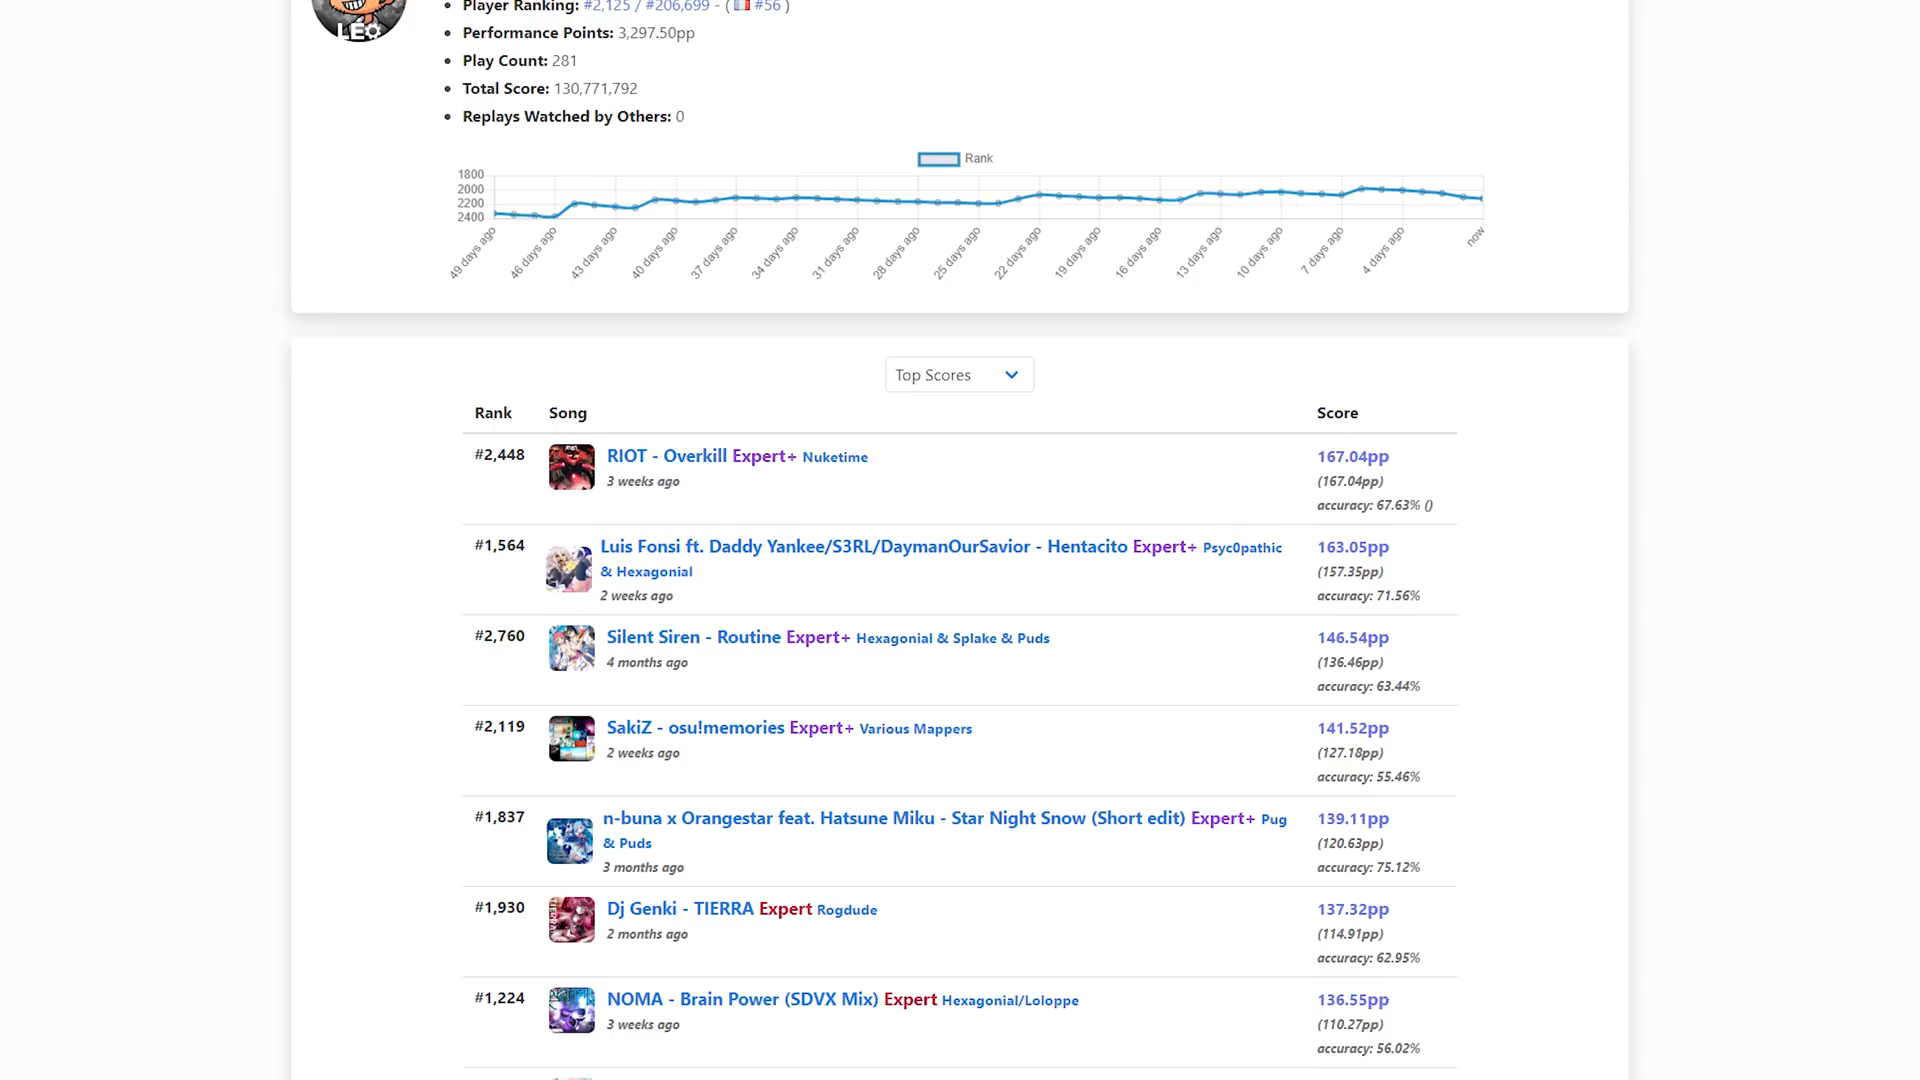 LÉO
Player Ranking: #2,125 / #206,699 - ( #56 )
Performance Points: 3,297.50pp
Play Count: 281
Total Score: 130,771,792
Replays Watched by Others: 0
Rank
1800
2000
2200
2400
49 days ago
46 days ago
43 days ago
40 days ago
37 days ago
34 days ago
31 days ago
28 days ago
25 days ago
22 days ago
19 days ago
16 days ago
13 days ago
10 days ago
7 days ago
4 days ago
now
Top Scores
Rank Song Score
#2,448 RIOT - Overkill Expert+ Nuketime 167.04pp
3 weeks ago (167.04pp)
accuracy: 67.63% ()
#1,564 Luis Fonsi ft. Daddy Yankee/S3RL/DaymanOurSavior - Hentacito Expert+ Psyc0pathic 163.05pp
& Hexagonial (157.35pp)
2 weeks ago accuracy: 71.56%
#2,760 Silent Siren - Routine Expert+ Hexagonial & Splake & Puds 146.54pp
4 months ago (136.46pp)
accuracy: 63.44%
#2,119 SakiZ - osu!memories Expert+ Various Mappers 141.52pp
2 weeks ago (127.18pp)
accuracy: 55.46%
#1,837 n-buna x Orangestar feat. Hatsune Miku - Star Night Snow (Short edit) Expert+ Pug 139.11pp
& Puds (120.63pp)
3 months ago accuracy: 75.12%
#1,930 Dj Genki - TIERRA Expert Rogdude 137.32pp
2 months ago (114.91pp)
accuracy: 62.95%
#1,224 NOMA - Brain Power (SDVX Mix) Expert Hexagonial/Loloppe 136.55pp
3 weeks ago (110.27pp)
accuracy: 56.02%